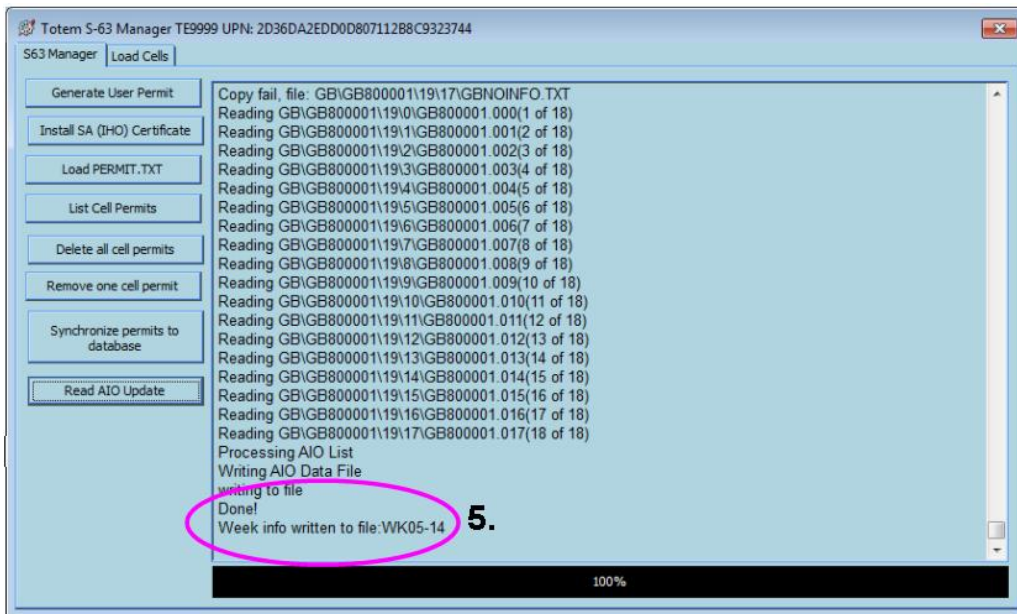 Totem S-63 Manager TE9999 UPN: 2D36DA2EDD0D807112B8C9323744
S63 Manager
Load Cells
Generate User Permit
Install SA (IHO) Certificate
Load PERMIT.TXT
List Cell Permits
Delete all cell permits
Remove one cell permit
Synchronize permits to
database
Read AIO Update
Copy fail, file: GB\GB800001\19\17\GBNOINFO.TXT
Reading GB\GB800001\19\0\GB800001.000(1 of 18)
Reading GB\GB800001\19\1\GB800001.001(2 of 18)
Reading GB\GB800001\19\2\GB800001.002(3 of 18)
Reading GB\GB800001\19\3\GB800001.003(4 of 18)
Reading GB\GB800001\19\4\GB800001.004(5 of 18)
Reading GB\GB800001\19\5\GB800001.005(6 of 18)
Reading GB\GB800001\19\6\GB800001.006(7 of 18)
Reading GB\GB800001\19\7\GB800001.007(8 of 18)
Reading GB\GB800001\19\8\GB800001.008(9 of 18)
Reading GB\GB800001\19\9\GB800001.009(10 of 18)
Reading GB\GB800001\19\10\GB800001.010(11 of 18)
Reading GB\GB800001\19\11\GB800001.011(12 of 18)
Reading GB\GB800001\19\12\GB800001.012(13 of 18)
Reading GB\GB800001\19\13\GB800001.013(14 of 18)
Reading GB\GB800001\19\14\GB800001.014(15 of 18)
Reading GB\GB800001\19\15\GB800001.015(16 of 18)
Reading GB\GB800001\19\16\GB800001.016(17 of 18)
Reading GB\GB800001\19\17\GB800001.017(18 of 18)
Processing AIO List
Writing AIO Data File
writing to file
Done!
Week info written to file:WK05-14
5.
100%